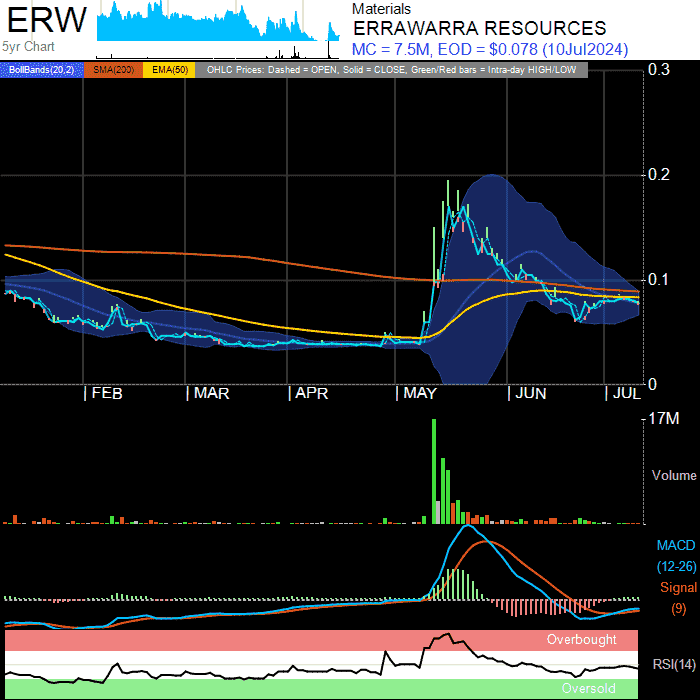 ERW
5yr Chart
Materials
ERRAWARRA RESOURCES
MC = 7.5M, EOD = $0.078 (10Jul2024)
BollBands(20,2) SMA(200) EMA(50) OHLC Prices: Dashed = OPEN, Solid = CLOSE, Green/Red bars = Intra-day HIGH/LOW
0.3
0.2
0.1
0
FEB MAR APR MAY JUN JUL
17M
Volume
MACD
(12-26)
Signal
(9)
Overbought
RSI(14)
Oversold